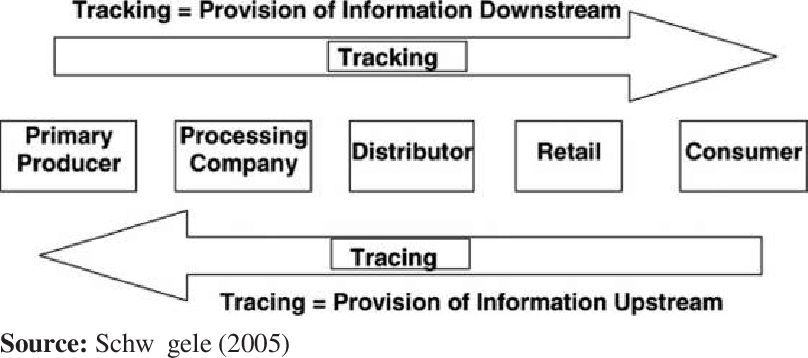 Tracking = Provision of Information Downstream
Tracking
Primary
Producer
Processing
Company
Distributor
Retail
Consumer
Tracing
Tracing = Provision of Information Upstream
Source: Schw gele (2005)